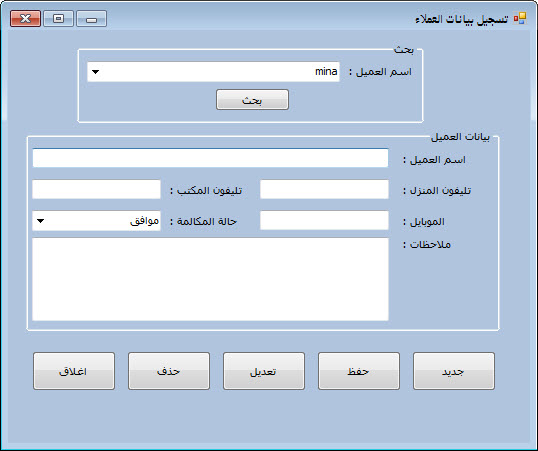 تسجيل بيانات العملاء
بحث
اسم العميل : mina
بحث
بيانات العميل
اسم العميل :
تليفون المنزل : تليفون المكتب :
الموبايل : حالة المكالمة : موافق
ملاحظات :
جديد حفظ تعديل حذف اغلاق